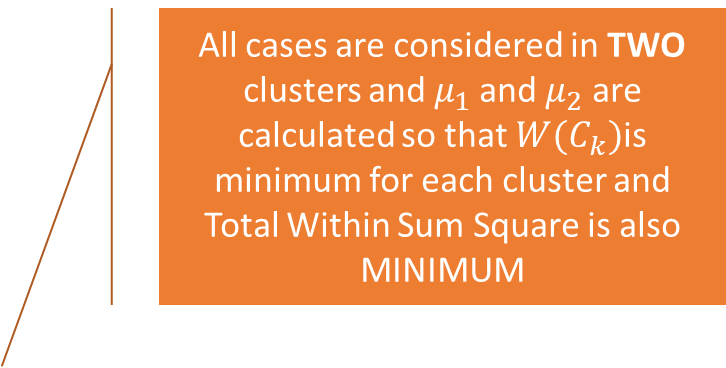 All cases are considered in TWO
clusters and μ₁ and μ₂ are
calculated so that W(Cₖ)is
minimum for each cluster and
Total Within Sum Square is also
MINIMUM